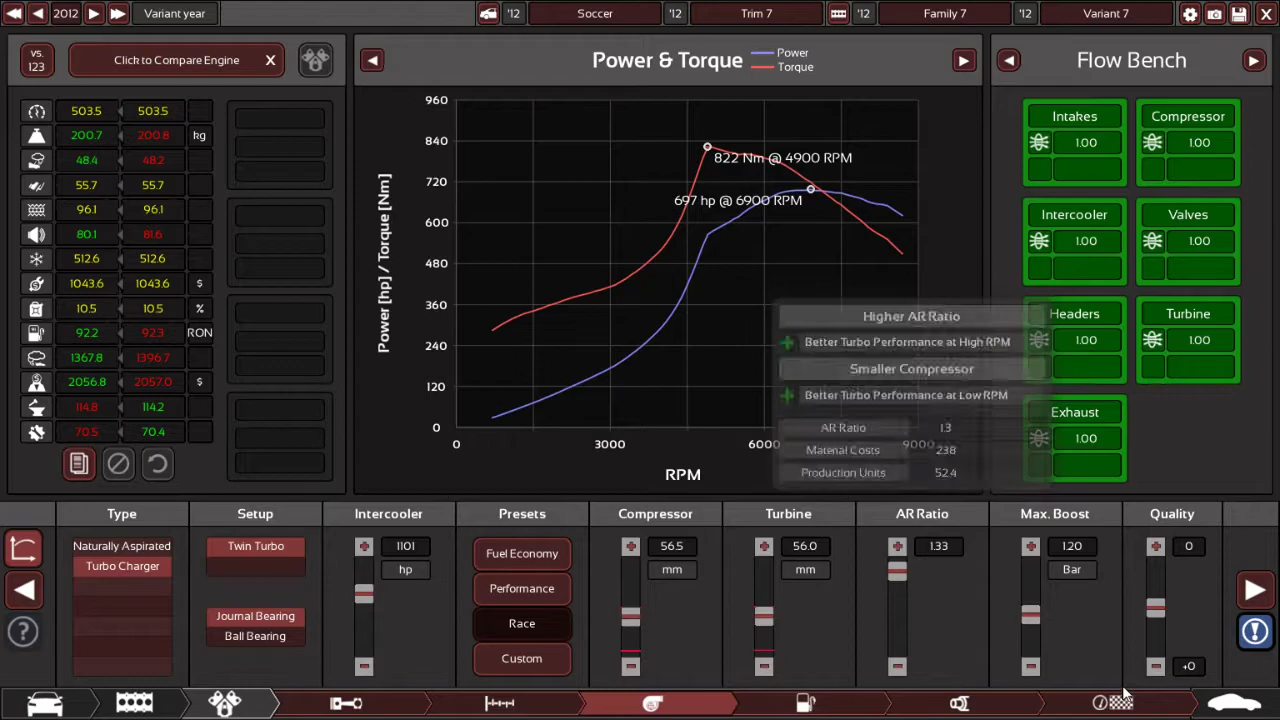 2012
Variant year
'12
Soccer
'12
Trim 7
'12
Family 7
'12
Variant 7
VS.
123
Click to Compare Engine
X
Power & Torque
Power
Torque
Flow Bench
503.5
503.5
200.7
200.8
kg
48.4
48.2
55.7
55.7
96.1
96.1
80.1
81.6
512.6
512.6
1043.6
1043.6
$
10.5
10.5
%
92.2
92.3
RON
1367.8
1396.7
2056.8
2057.0
$
114.8
114.2
70.5
70.4
Power [hp] / Torque [Nm]
960
840
720
600
480
360
240
120
0
0
3000
6000
9000
RPM
822 Nm @ 4900 RPM
697 hp @ 6900 RPM
Higher AR Ratio
Better Turbo Performance at High RPM
Smaller Compressor
Better Turbo Performance at Low RPM
AR Ratio
1.3
Material Costs
238
Production Units
52.4
Intakes
1.00
Compressor
1.00
Intercooler
1.00
Valves
1.00
Headers
1.00
Turbine
1.00
Exhaust
1.00
Type
Setup
Intercooler
Presets
Compressor
Turbine
AR Ratio
Max. Boost
Quality
Naturally Aspirated
Turbo Charger
Twin Turbo
Journal Bearing
Ball Bearing
1101
hp
Fuel Economy
Performance
Race
Custom
56.5
mm
56.0
mm
1.33
1.20
Bar
0
+0